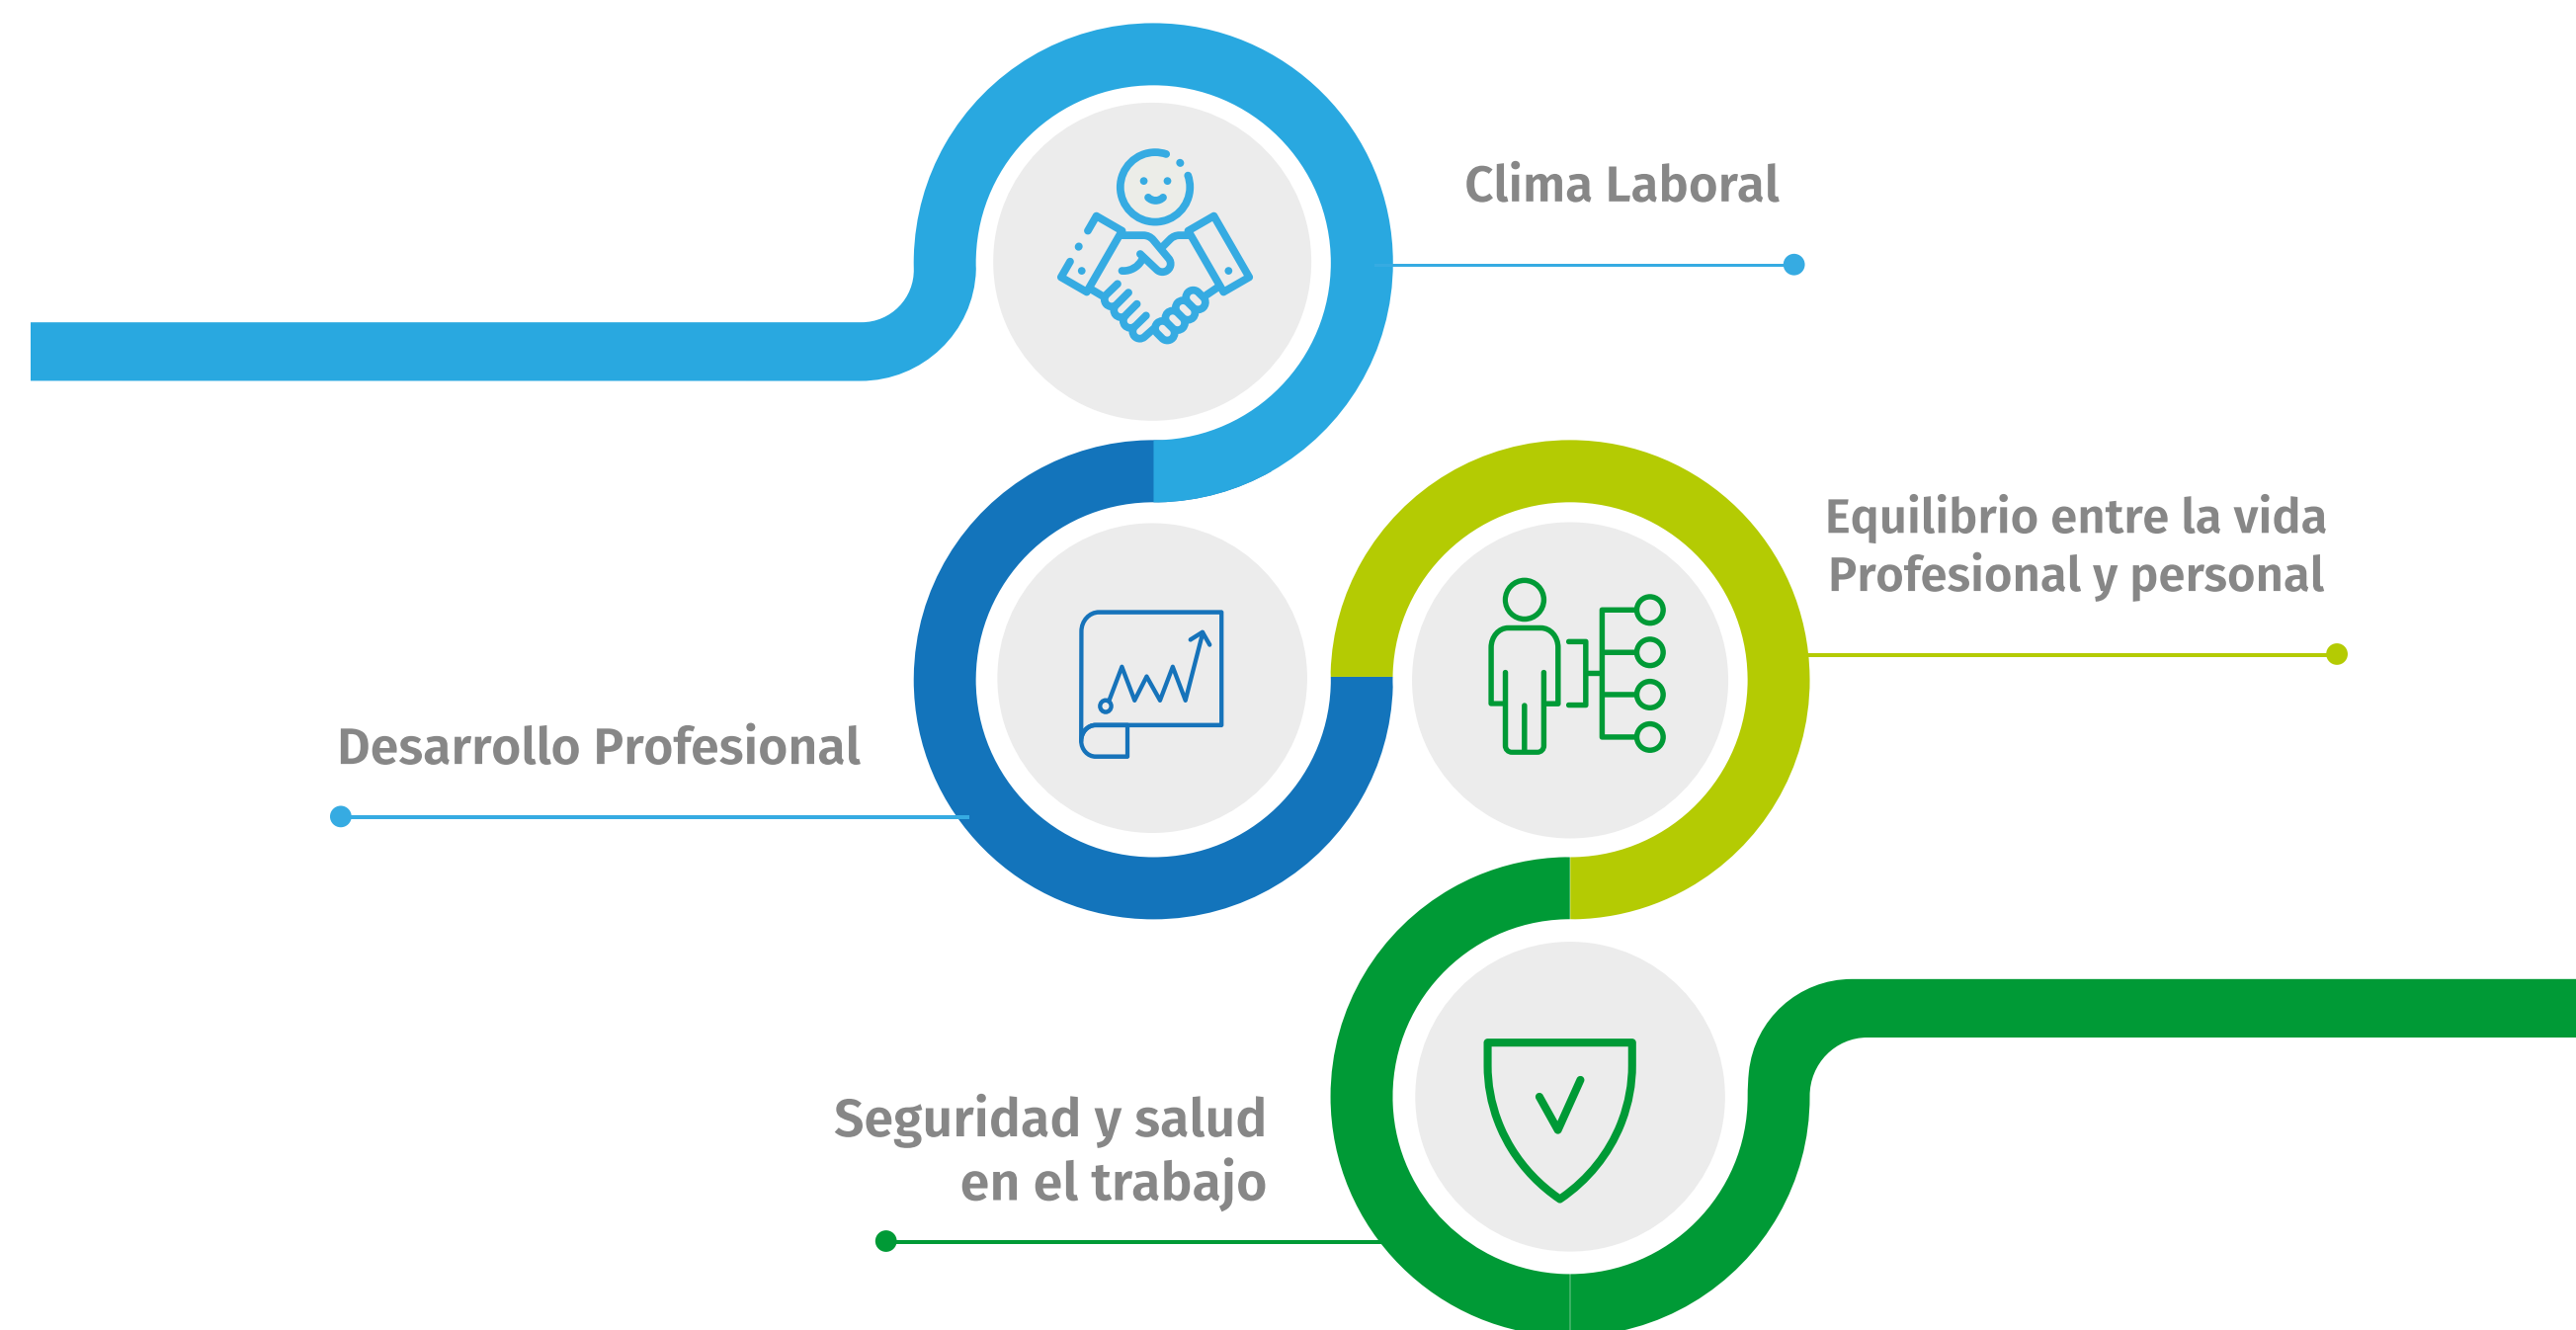 Clima Laboral
Equilibrio entre la vida
Profesional y personal
Desarrollo Profesional
Seguridad y salud
en el trabajo